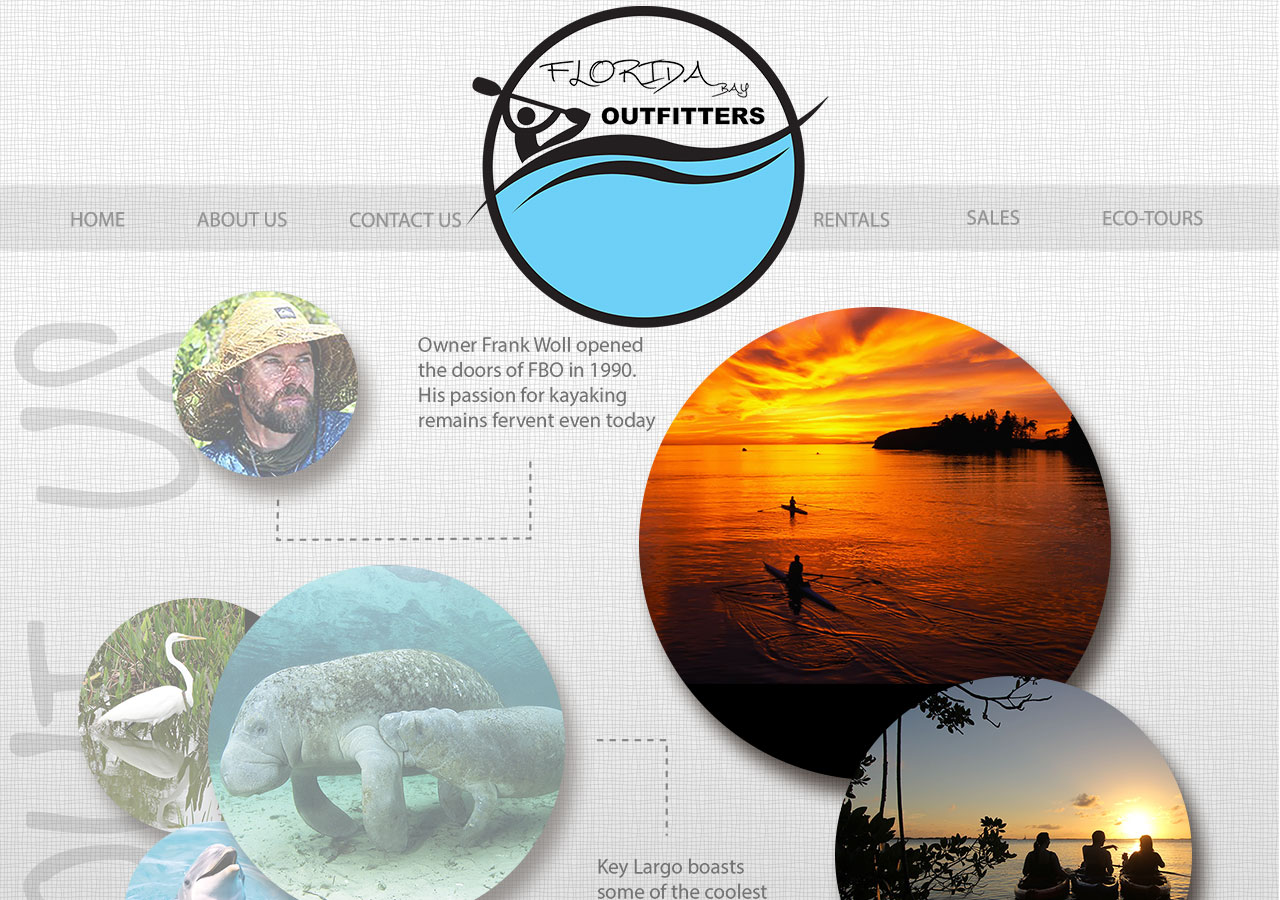 FLORIDA
BAY
OUTFITTERS
HOME
ABOUT US
CONTACT US
RENTALS
SALES
ECO-TOURS
US
Owner Frank Woll opened
the doors of FBO in 1990.
His passion for kayaking
remains fervent even today
Key Largo boasts
some of the coolest